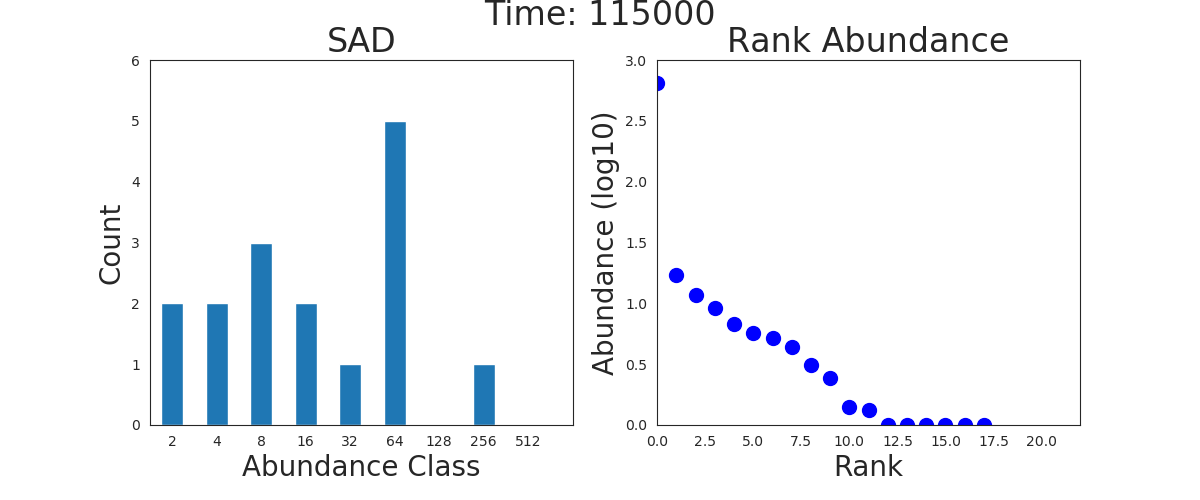 Time: 115000
SAD
Count
6
5
4
3
2
1
0
2 4 8 16 32 64 128 256 512
Abundance Class
Rank Abundance
Abundance (log10)
3.0
2.5
2.0
1.5
1.0
0.5
0.0
0.0 2.5 5.0 7.5 10.0 12.5 15.0 17.5 20.0
Rank